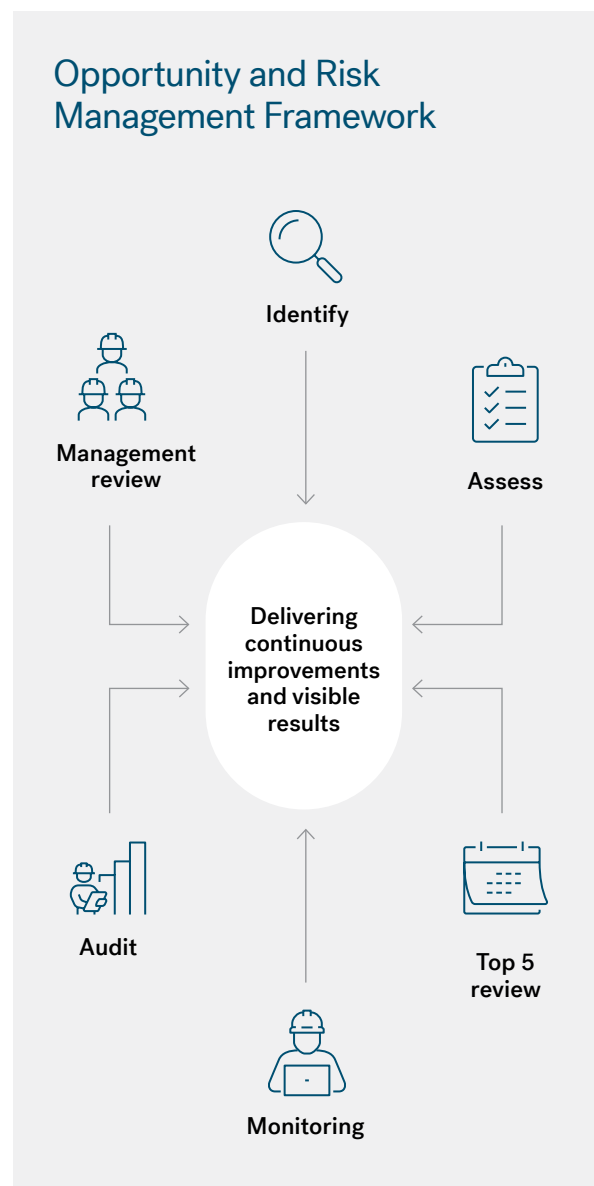 Opportunity and Risk
Management Framework
Identify
Management
review
Assess
Delivering
continuous
improvements
and visible
results
Audit
Top 5
review
Monitoring